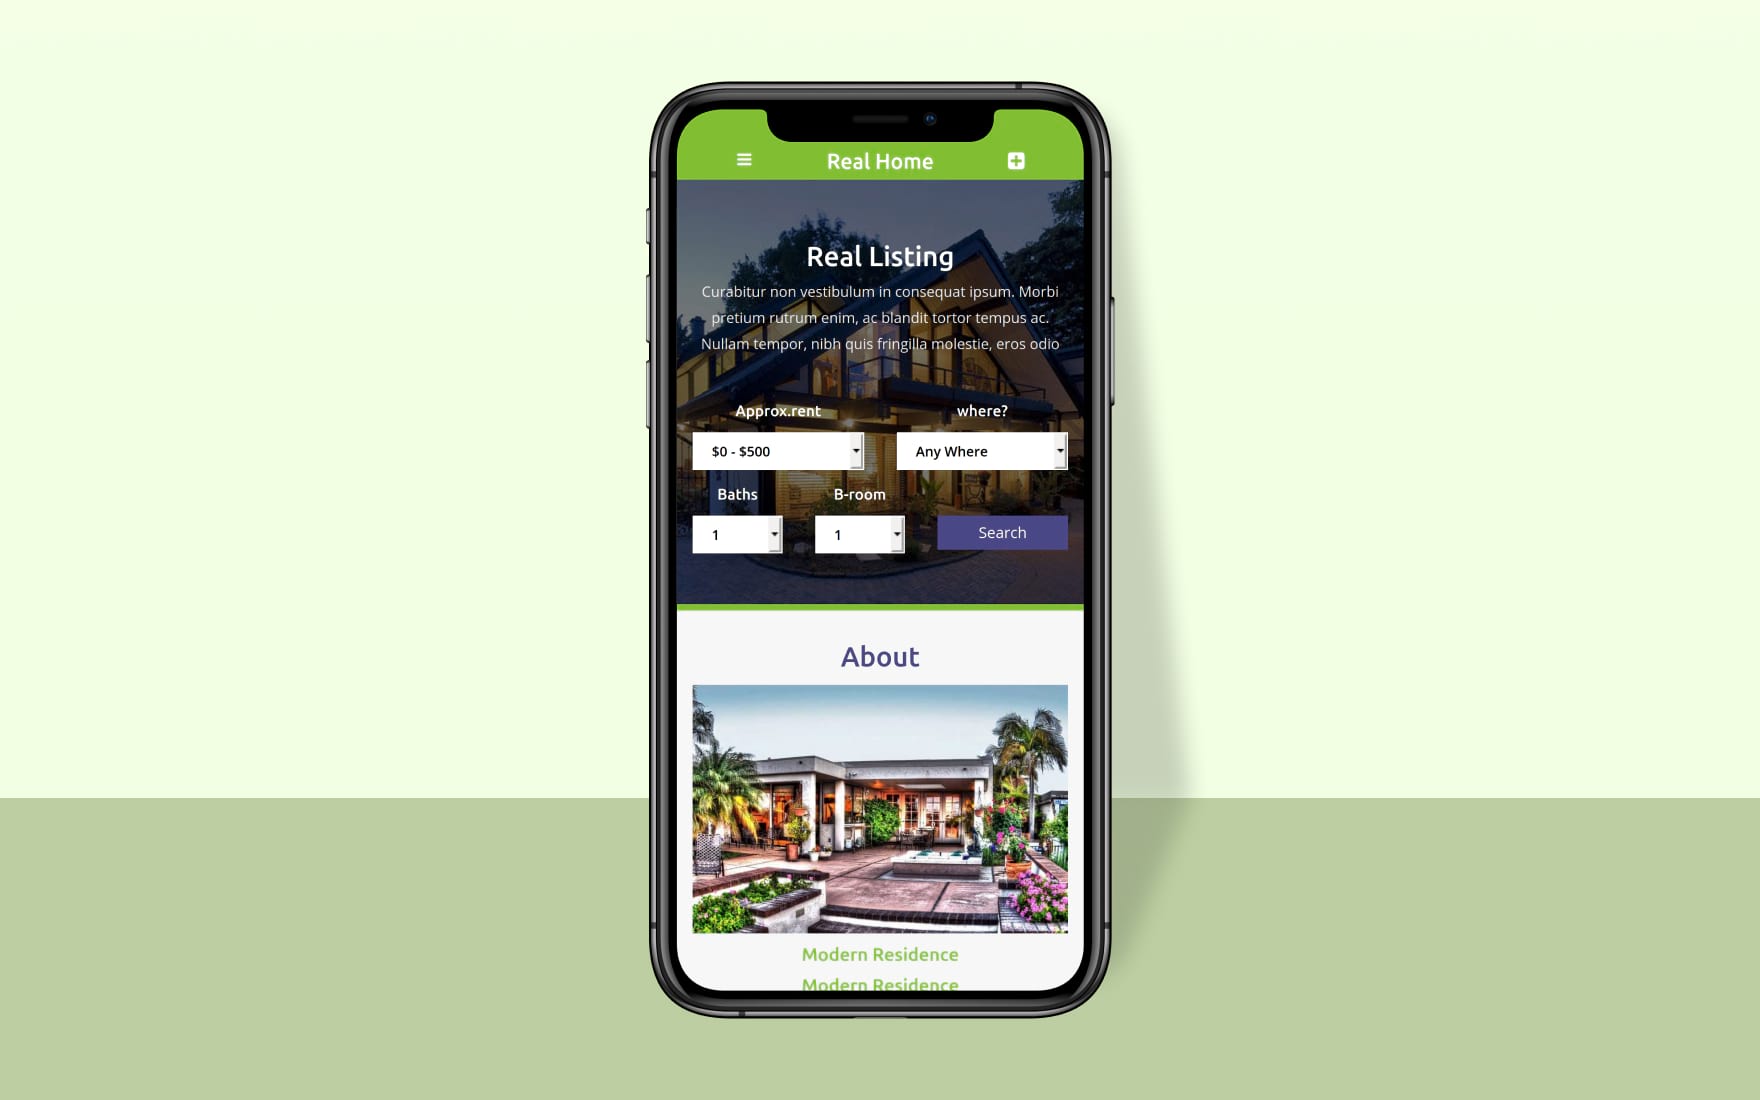 Real Home
Real Listing
Curabitur non vestibulum in consequat ipsum. Morbi
pretium rutrum enim, ac blandit tortor tempus ac.
Nullam tempor, nibh quis fringilla molestie, eros odio
Approx.rent where?
$0 - $500 Any Where
Baths B-room
1 1 Search
About
Modern Residence
Modern Residence